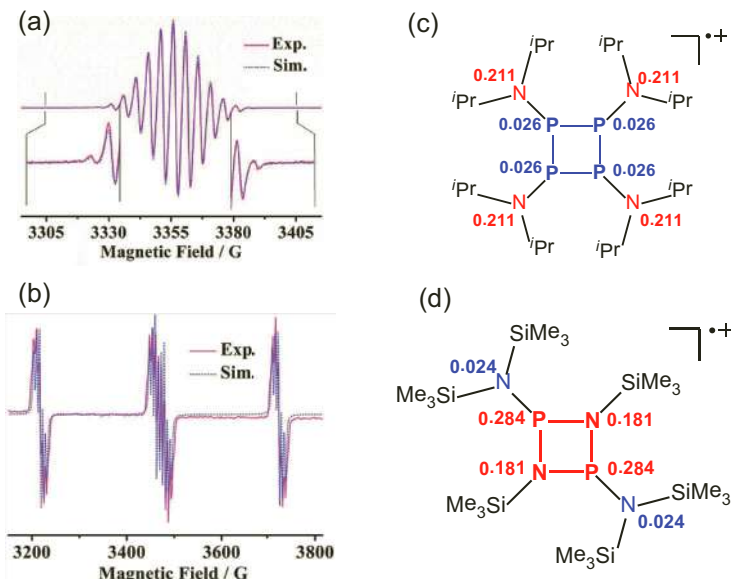 (a)
Exp.
Sim.
3305 3330 3355 3380 3405
Magnetic Field / G
(b)
Exp.
Sim.
3200 3400 3600 3800
Magnetic Field / G
(c)
iPr iPr
•+
0.211 0.211
iPr N N iPr
0.026 P P 0.026
0.026 P P 0.026
iPr N N iPr
0.211 0.211
iPr iPr
(d)
•+
SiMe3
0.024 N
SiMe3
Me3Si
0.284 P N 0.181
0.181 N P 0.284
Me3Si
N SiMe3
0.024
Me3Si